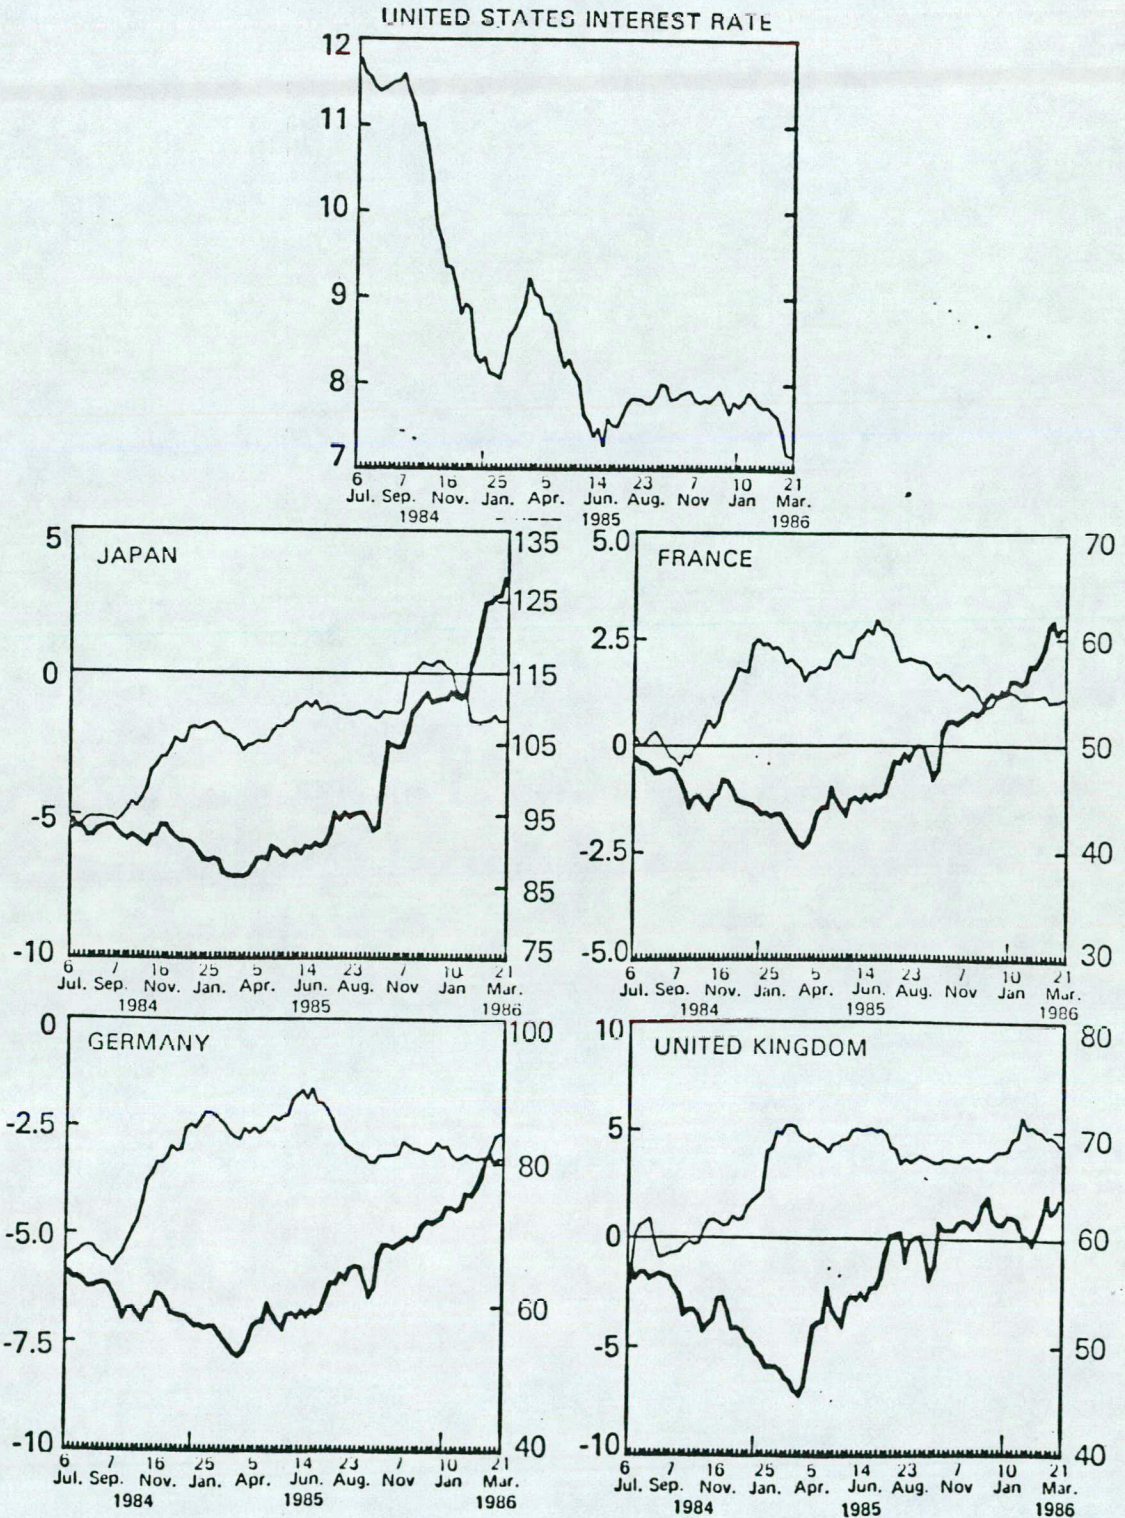 UNITED STATES INTEREST RATE
12
11
10
9
8
7
6 7 16 25 5 14 23 7 10 21
Jul. Sep. Nov. Jan. Apr. Jun. Aug. Nov Jan Mar.
1984 1985 1986
JAPAN
5
0
-5
-10
135
125
115
105
95
85
75
6 7 16 25 5 14 23 7 10 21
Jul. Sep. Nov. Jan. Apr. Jun. Aug. Nov Jan Mar.
1984 1985 1986
FRANCE
5.0
2.5
0
-2.5
-5.0
70
60
50
40
30
6 7 16 25 5 14 23 7 10 21
Jul. Sep. Nov. Jan. Apr. Jun. Aug. Nov Jan Mar.
1984 1985 1986
GERMANY
0
-2.5
-5.0
-7.5
-10
100
80
60
40
6 7 16 25 5 14 23 7 10 21
Jul. Sep. Nov. Jan. Apr. Jun. Aug. Nov Jan Mar.
1984 1985 1986
UNITED KINGDOM
10
5
0
-5
-10
80
70
60
50
40
6 7 16 25 5 14 23 7 10 21
Jul. Sep. Nov. Jan. Apr. Jun. Aug. Nov Jan Mar.
1984 1985 1986